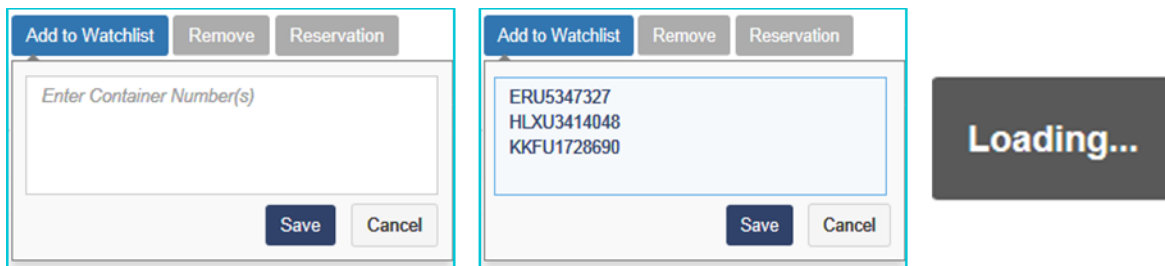 Add to Watchlist Remove Reservation
Enter Container Number(s)
Save Cancel
Add to Watchlist Remove Reservation
ERU5347327
HLXU3414048
KKFU1728690
Save Cancel
Loading...